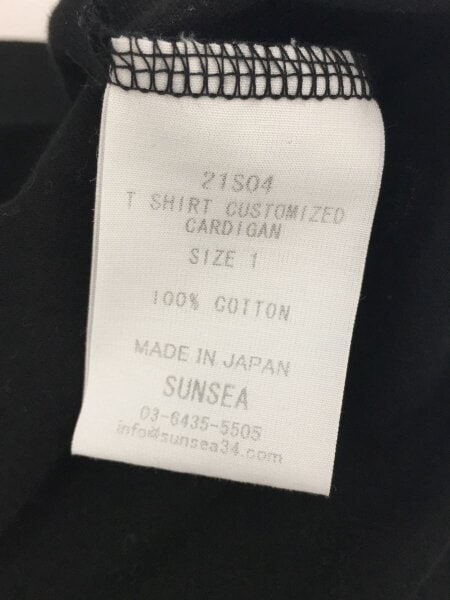 21S04
T SHIRT CUSTOMIZED
CARDIGAN
SIZE 1
100% COTTON
MADE IN JAPAN
SUNSEA
03-6435-5505
info@sunsea34.com